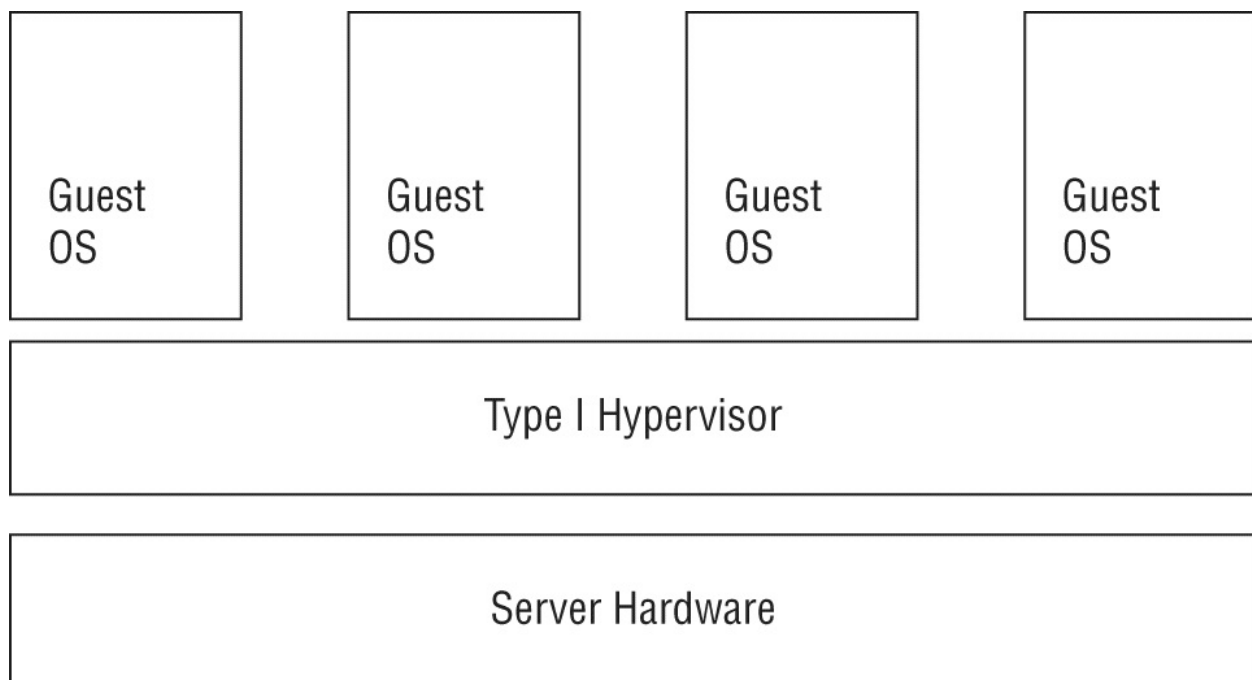 Guest
OS
Guest
OS
Guest
OS
Guest
OS
Type I Hypervisor
Server Hardware